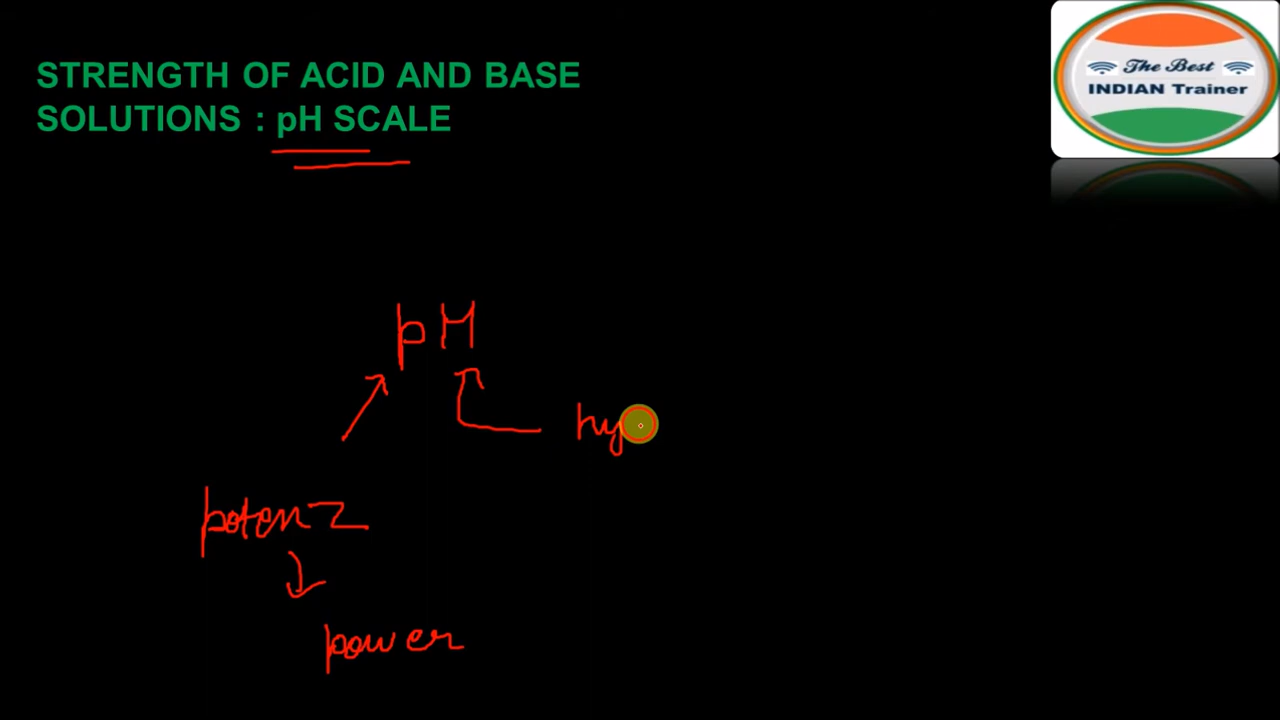 STRENGTH OF ACID AND BASE
SOLUTIONS : pH SCALE
The Best
INDIAN Trainer
pH
hy
potenz
power